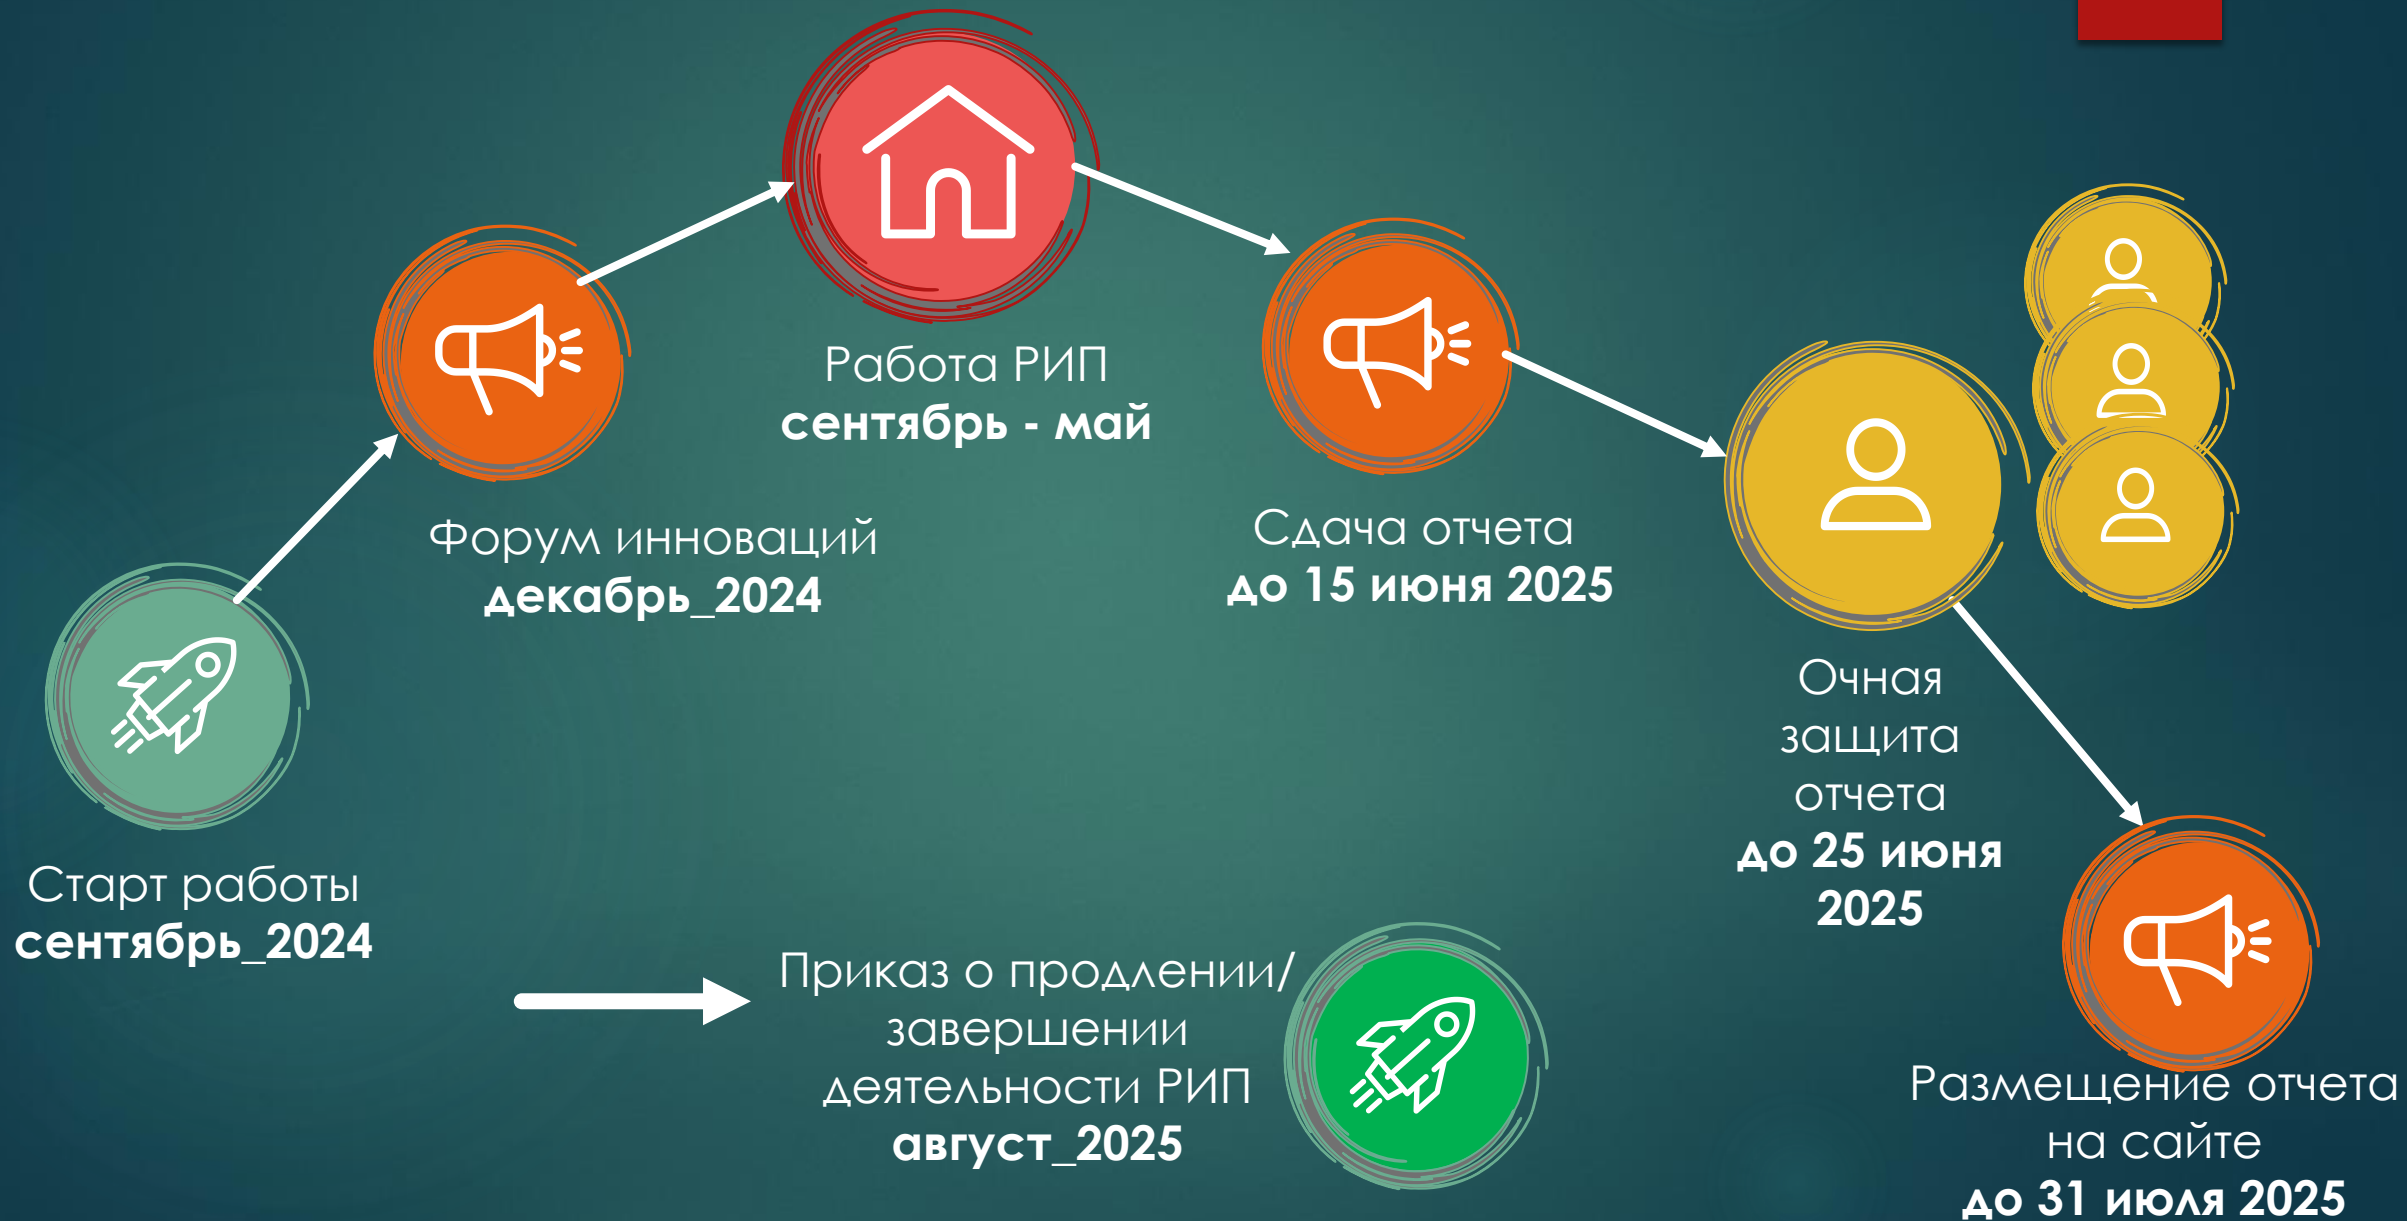 Старт работы
сентябрь_2024
Форум инноваций
декабрь_2024
Работа РИП
сентябрь - май
Сдача отчета
до 15 июня 2025
Очная
защита
отчета
до 25 июня
2025
Размещение отчета
на сайте
до 31 июля 2025
Приказ о продлении/
завершении
деятельности РИП
август_2025